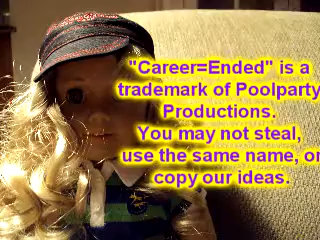 "Career=Ended" is a
trademark of Poolparty
Productions.
You may not steal,
use the same name, or
copy our ideas.